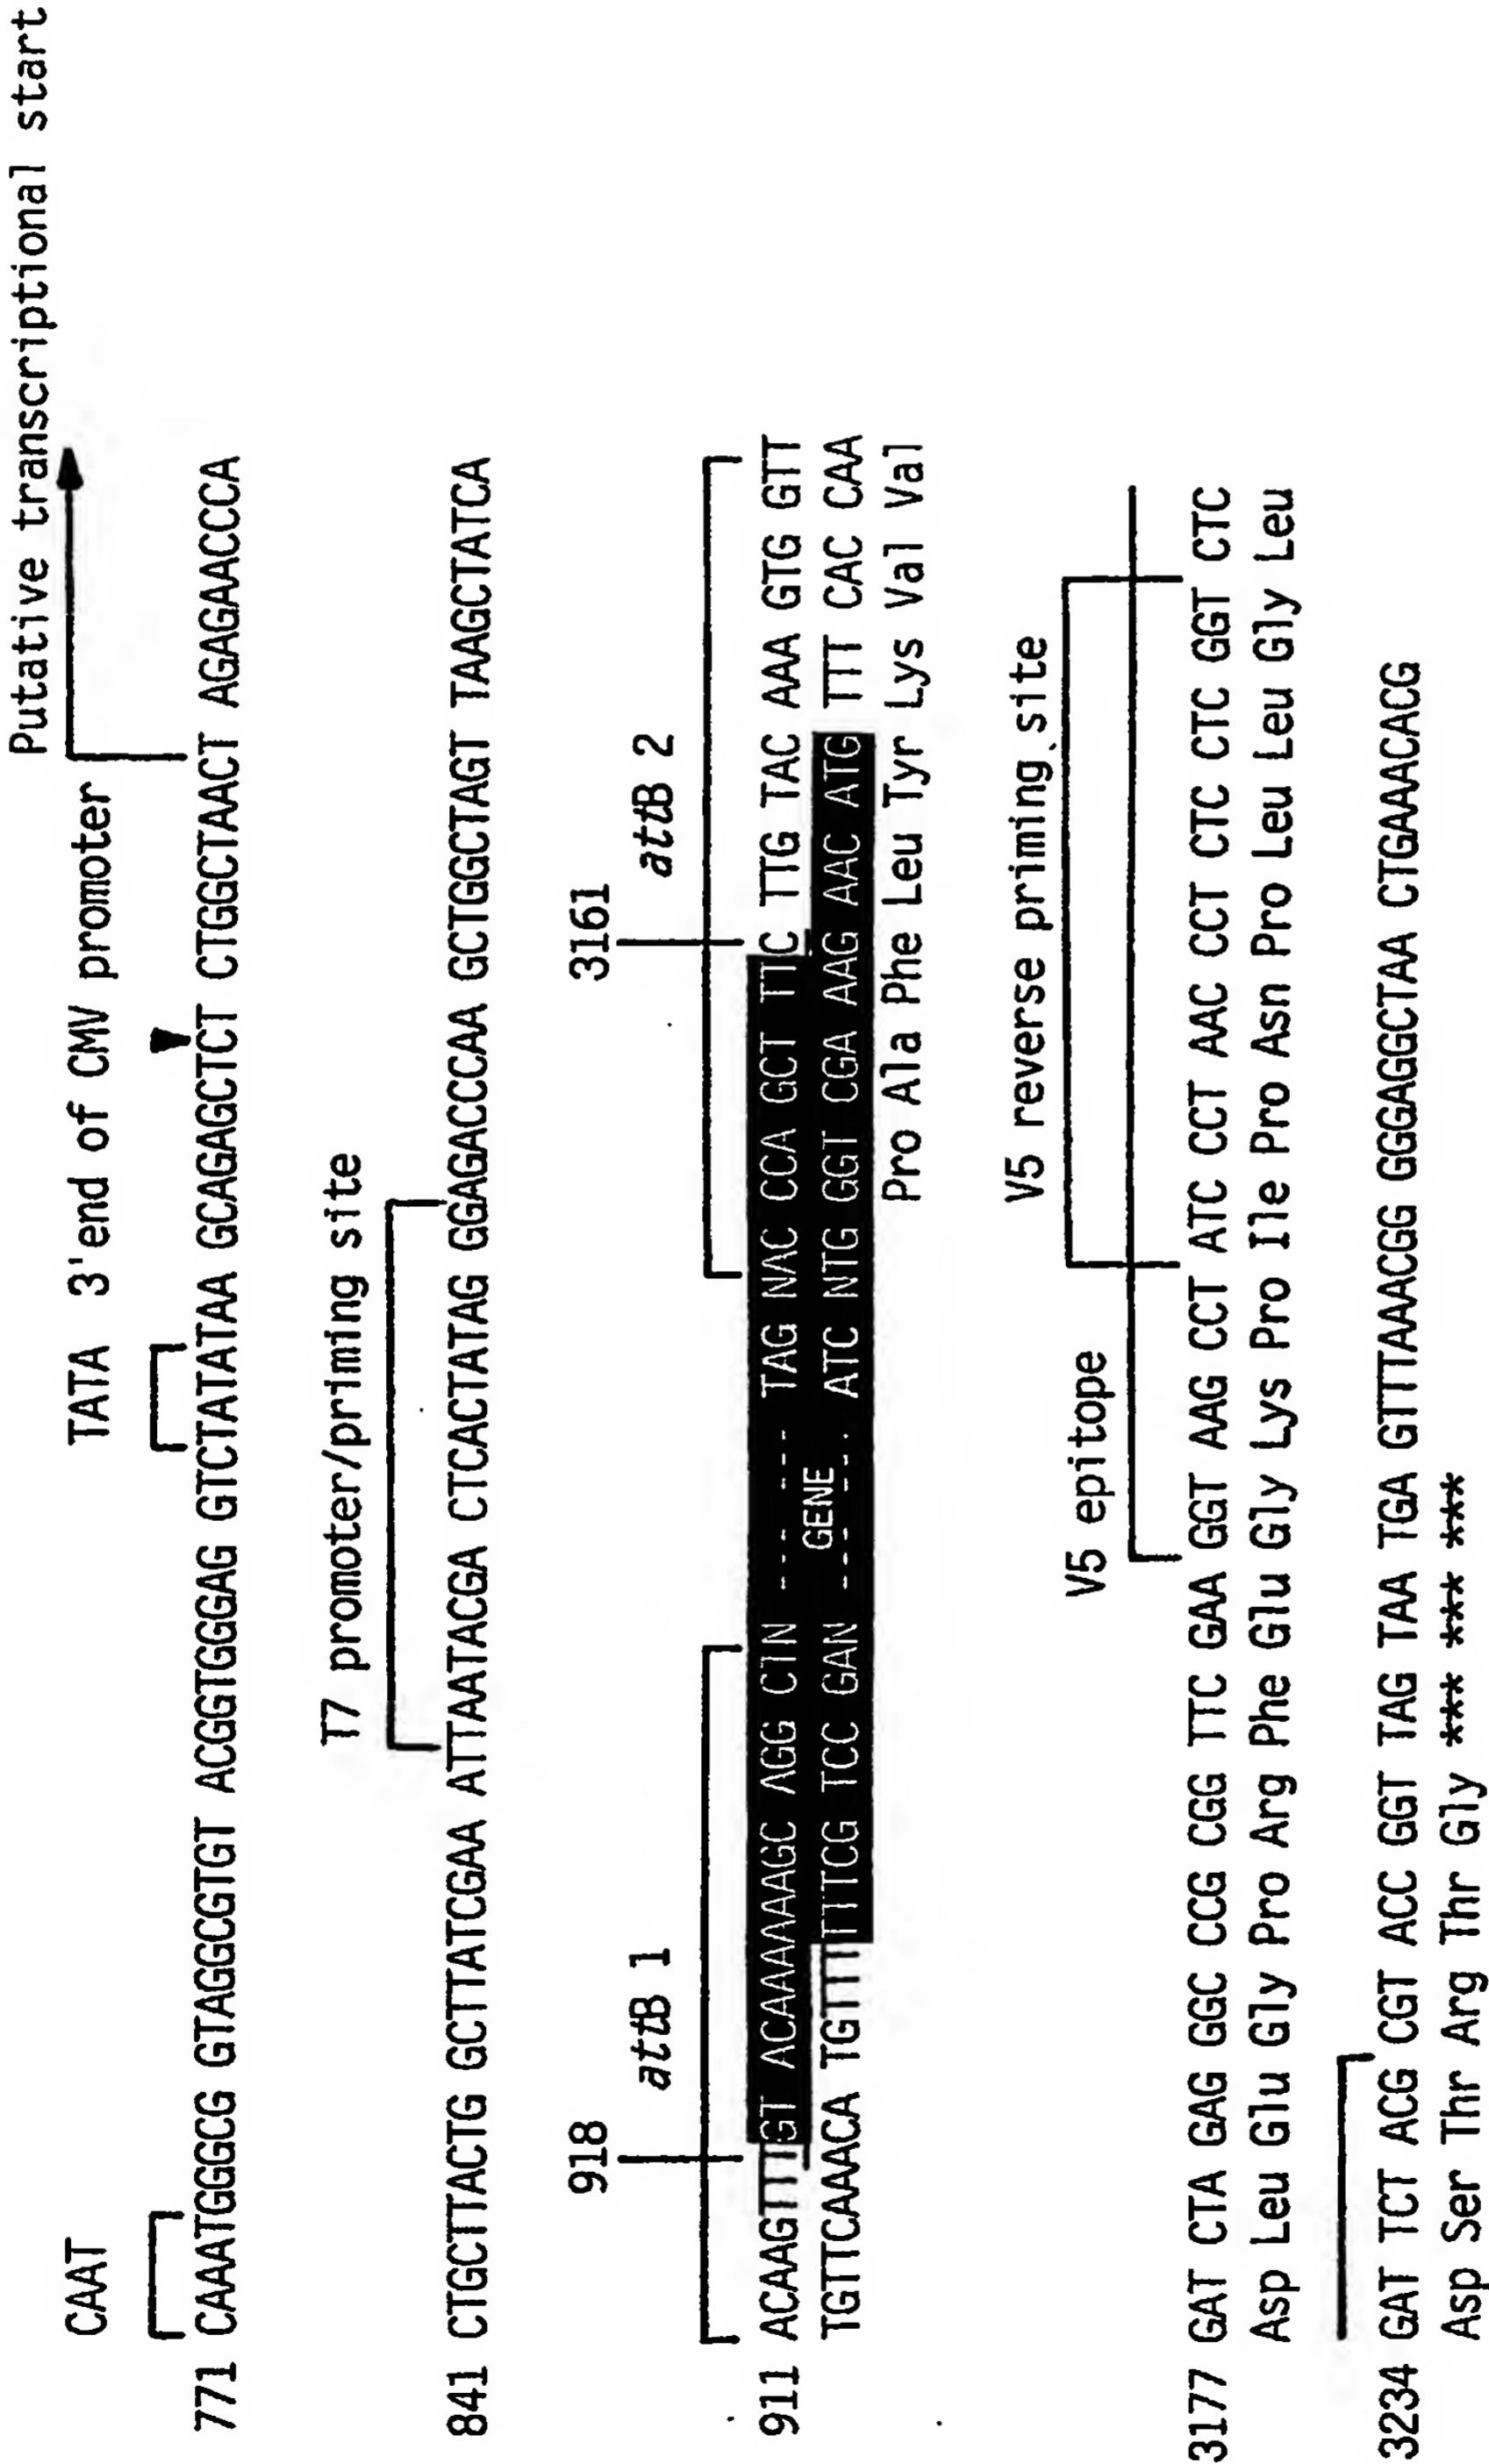 Putative transcriptional start
CAAT TATA 3'end of CMV promoter
771 CAAATGGGCG GTAGGCGTGT ACGGTGGGAG GTCTATATAA GCAGAGCTCT CTGGCTAACT AGAGAACCCA
T7 promoter/priming site
841 CTGCTTACTG GCTTATCGAA ATTAATACGA CTCACTATAG GGAGACCCAA GCTGGCTAGT TAAGCTATCA
918 3161
attB 1 attB 2
911 ACAAGTTTGT ACAAAAAAGC AGG CTN --- --- TAG NAC CCA GCT TTC TTG TAC AAA GTG GTT
GENE
TGTTCAAACA TGTTTTTTCG TCC GAN --- ---. ATC NTG GGT CGA AAG AAC ATG TTT CAC CAA
Pro Ala Phe Leu Tyr Lys Val Val
V5 reverse priming site
V5 epitope
3177 GAT CTA GAG GGC CCG CGG TTC GAA GGT AAG CCT ATC CCT AAC CCT CTC CTC GGT CTC
Asp Leu Glu Gly Pro Arg Phe Glu Gly Lys Pro Ile Pro Asn Pro Leu Leu Gly Leu
3234 GAT TCT ACG CGT ACC GGT TAG TAA TGA GTTTAAACGG GGGAGGCTAA CTGAAACACG
Asp Ser Thr Arg Thr Gly *** *** ***